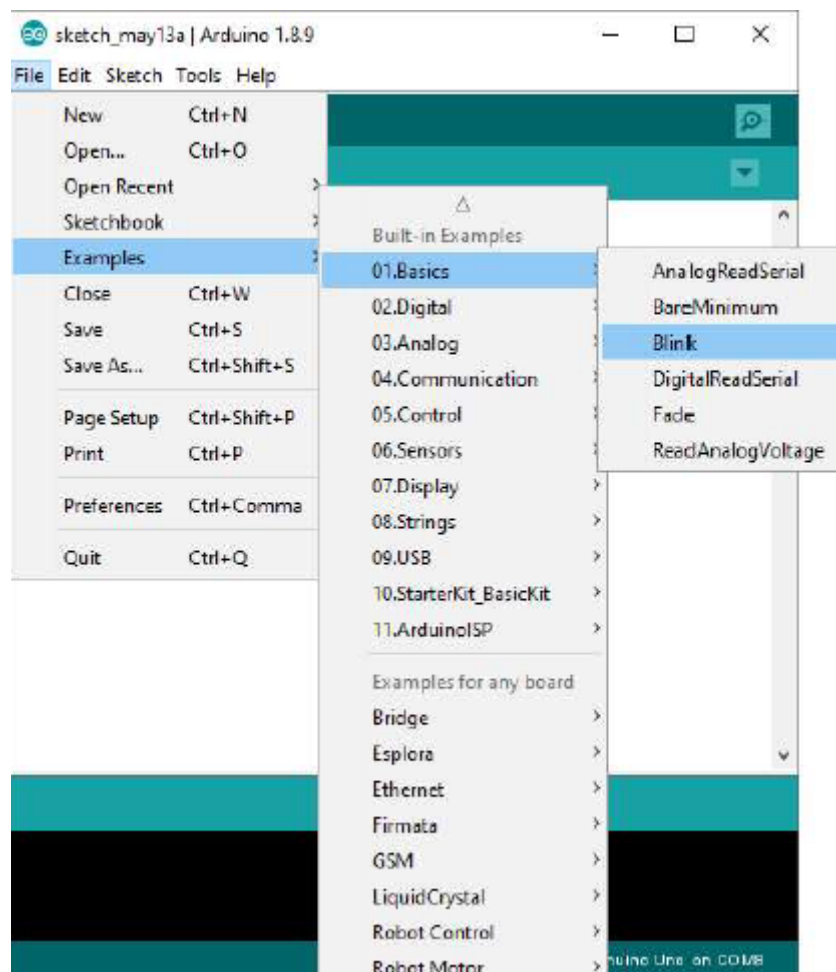 sketch_may13a | Arduino 1.8.9
File Edit Sketch Tools Help
New Ctrl+N
Open... Ctrl+O
Open Recent
Sketchbook
Examples
Close Ctrl+W
Save Ctrl+S
Save As... Ctrl+Shift+S
Page Setup Ctrl+Shift+P
Print Ctrl+P
Preferences Ctrl+Comma
Quit Ctrl+Q
Built-in Examples
01.Basics
02.Digital
03.Analog
04.Communication
05.Control
06.Sensors
07.Display
08.Strings
09.USB
10.StarterKit_BasicKit
11.ArduinoISP
Examples for any board
Bridge
Esplora
Ethernet
Firmata
GSM
LiquidCrystal
Robot Control
Robot Motor
AnalogReadSerial
BareMinimum
Blink
DigitalReadSerial
Fade
ReadAnalogVoltage
Uno on COM8